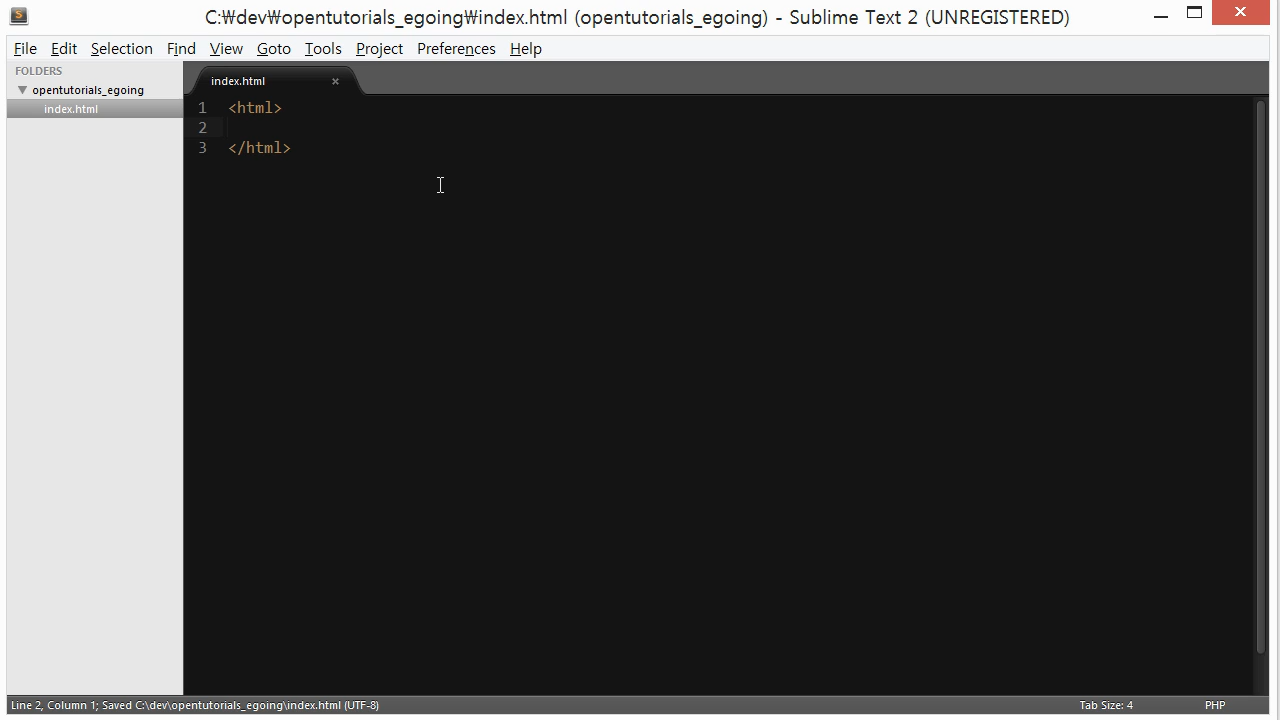 C:₩dev₩opentutorials_egoing₩index.html (opentutorials_egoing) - Sublime Text 2 (UNREGISTERED)
File Edit Selection Find View Goto Tools Project Preferences Help
FOLDERS
opentutorials_egoing
index.html
index.html
1 <html>
2
3 </html>
Line 2, Column 1; Saved C:\dev\opentutorials_egoing\index.html (UTF-8)
Tab Size: 4
PHP